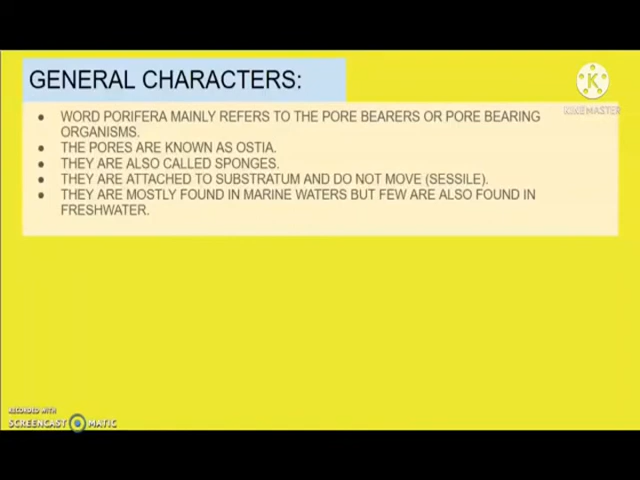 GENERAL CHARACTERS:
K
KINEMASTER
● WORD PORIFERA MAINLY REFERS TO THE PORE BEARERS OR PORE BEARING
ORGANISMS.
● THE PORES ARE KNOWN AS OSTIA.
● THEY ARE ALSO CALLED SPONGES.
● THEY ARE ATTACHED TO SUBSTRATUM AND DO NOT MOVE (SESSILE).
● THEY ARE MOSTLY FOUND IN MARINE WATERS BUT FEW ARE ALSO FOUND IN
FRESHWATER.
RECORDED WITH
SCREENCAST MATIC